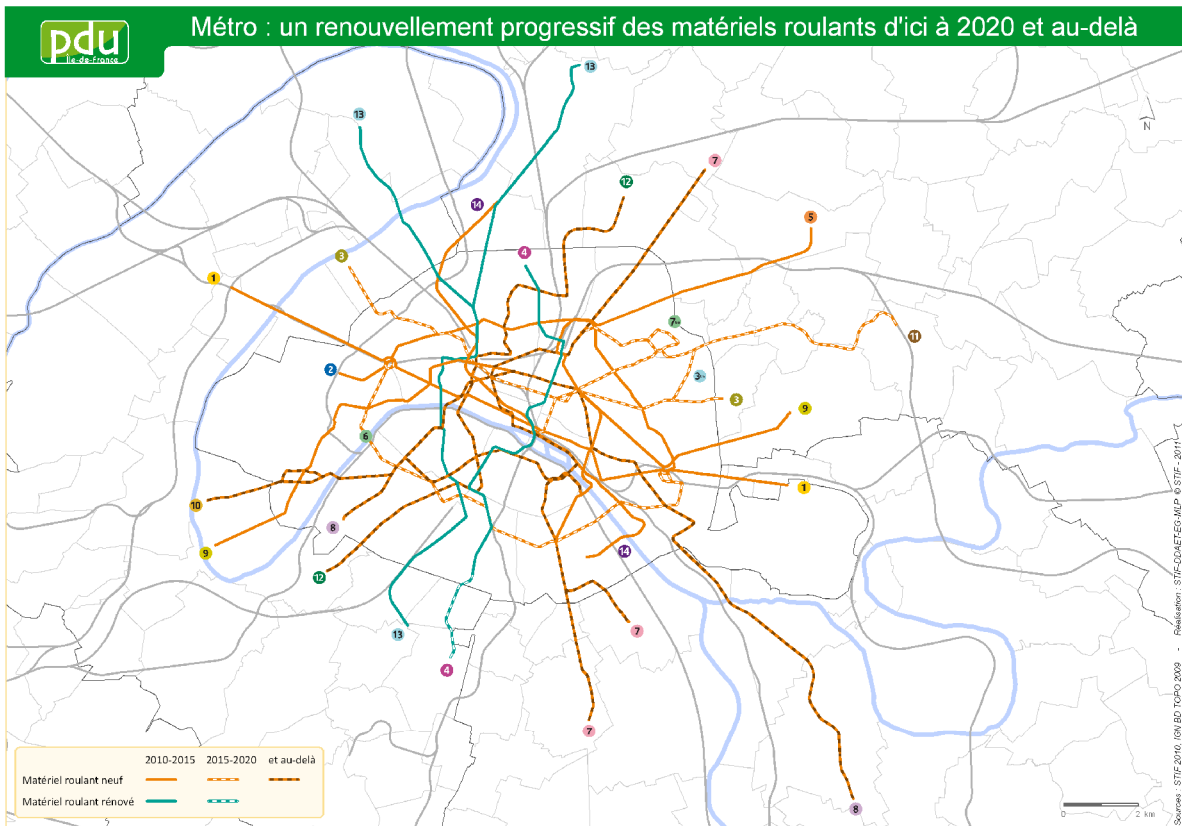 pdu
Île-de-France
Métro : un renouvellement progressif des matériels roulants d'ici à 2020 et au-delà
13
13
N
7
12
14
5
4
3
1
7bis
11
2
3bis
3
9
6
1
10
8
9
14
12
7
13
4
7
8
2010-2015 2015-2020 et au-delà
Matériel roulant neuf
Matériel roulant rénové
0 2 km
Sources : STIF 2010, IGN BD TOPO 2009 - Réalisation : STIF-DDAET-EG-MLP © STIF - 2011